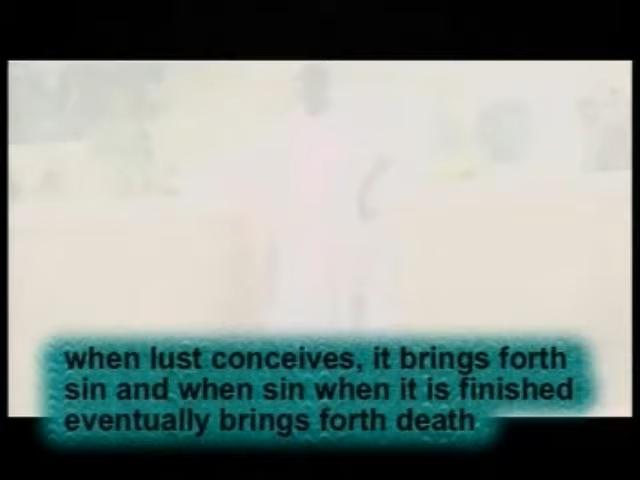 when lust conceives, it brings forth
sin and when sin when it is finished
eventually brings forth death